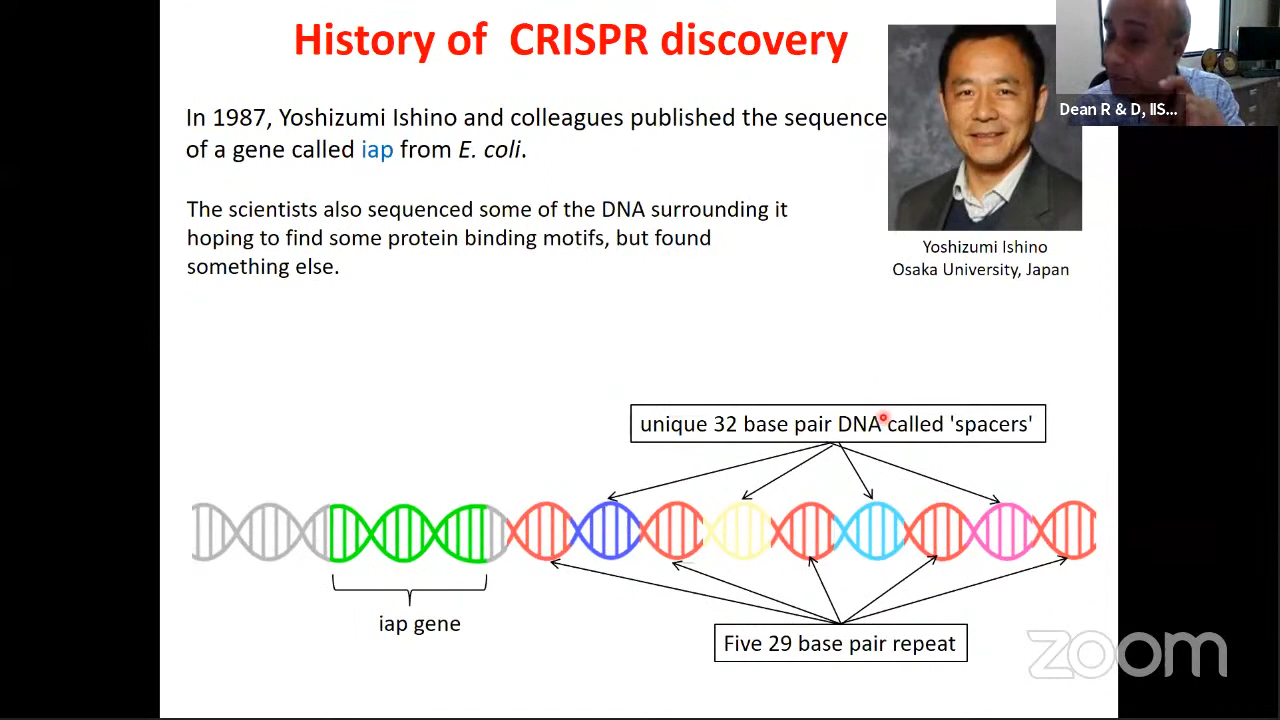 History of CRISPR discovery
In 1987, Yoshizumi Ishino and colleagues published the sequence
of a gene called iap from E. coli.
The scientists also sequenced some of the DNA surrounding it
hoping to find some protein binding motifs, but found
something else.
Dean R & D, IIS...
Yoshizumi Ishino
Osaka University, Japan
unique 32 base pair DNA called 'spacers'
iap gene
Five 29 base pair repeat
zoom